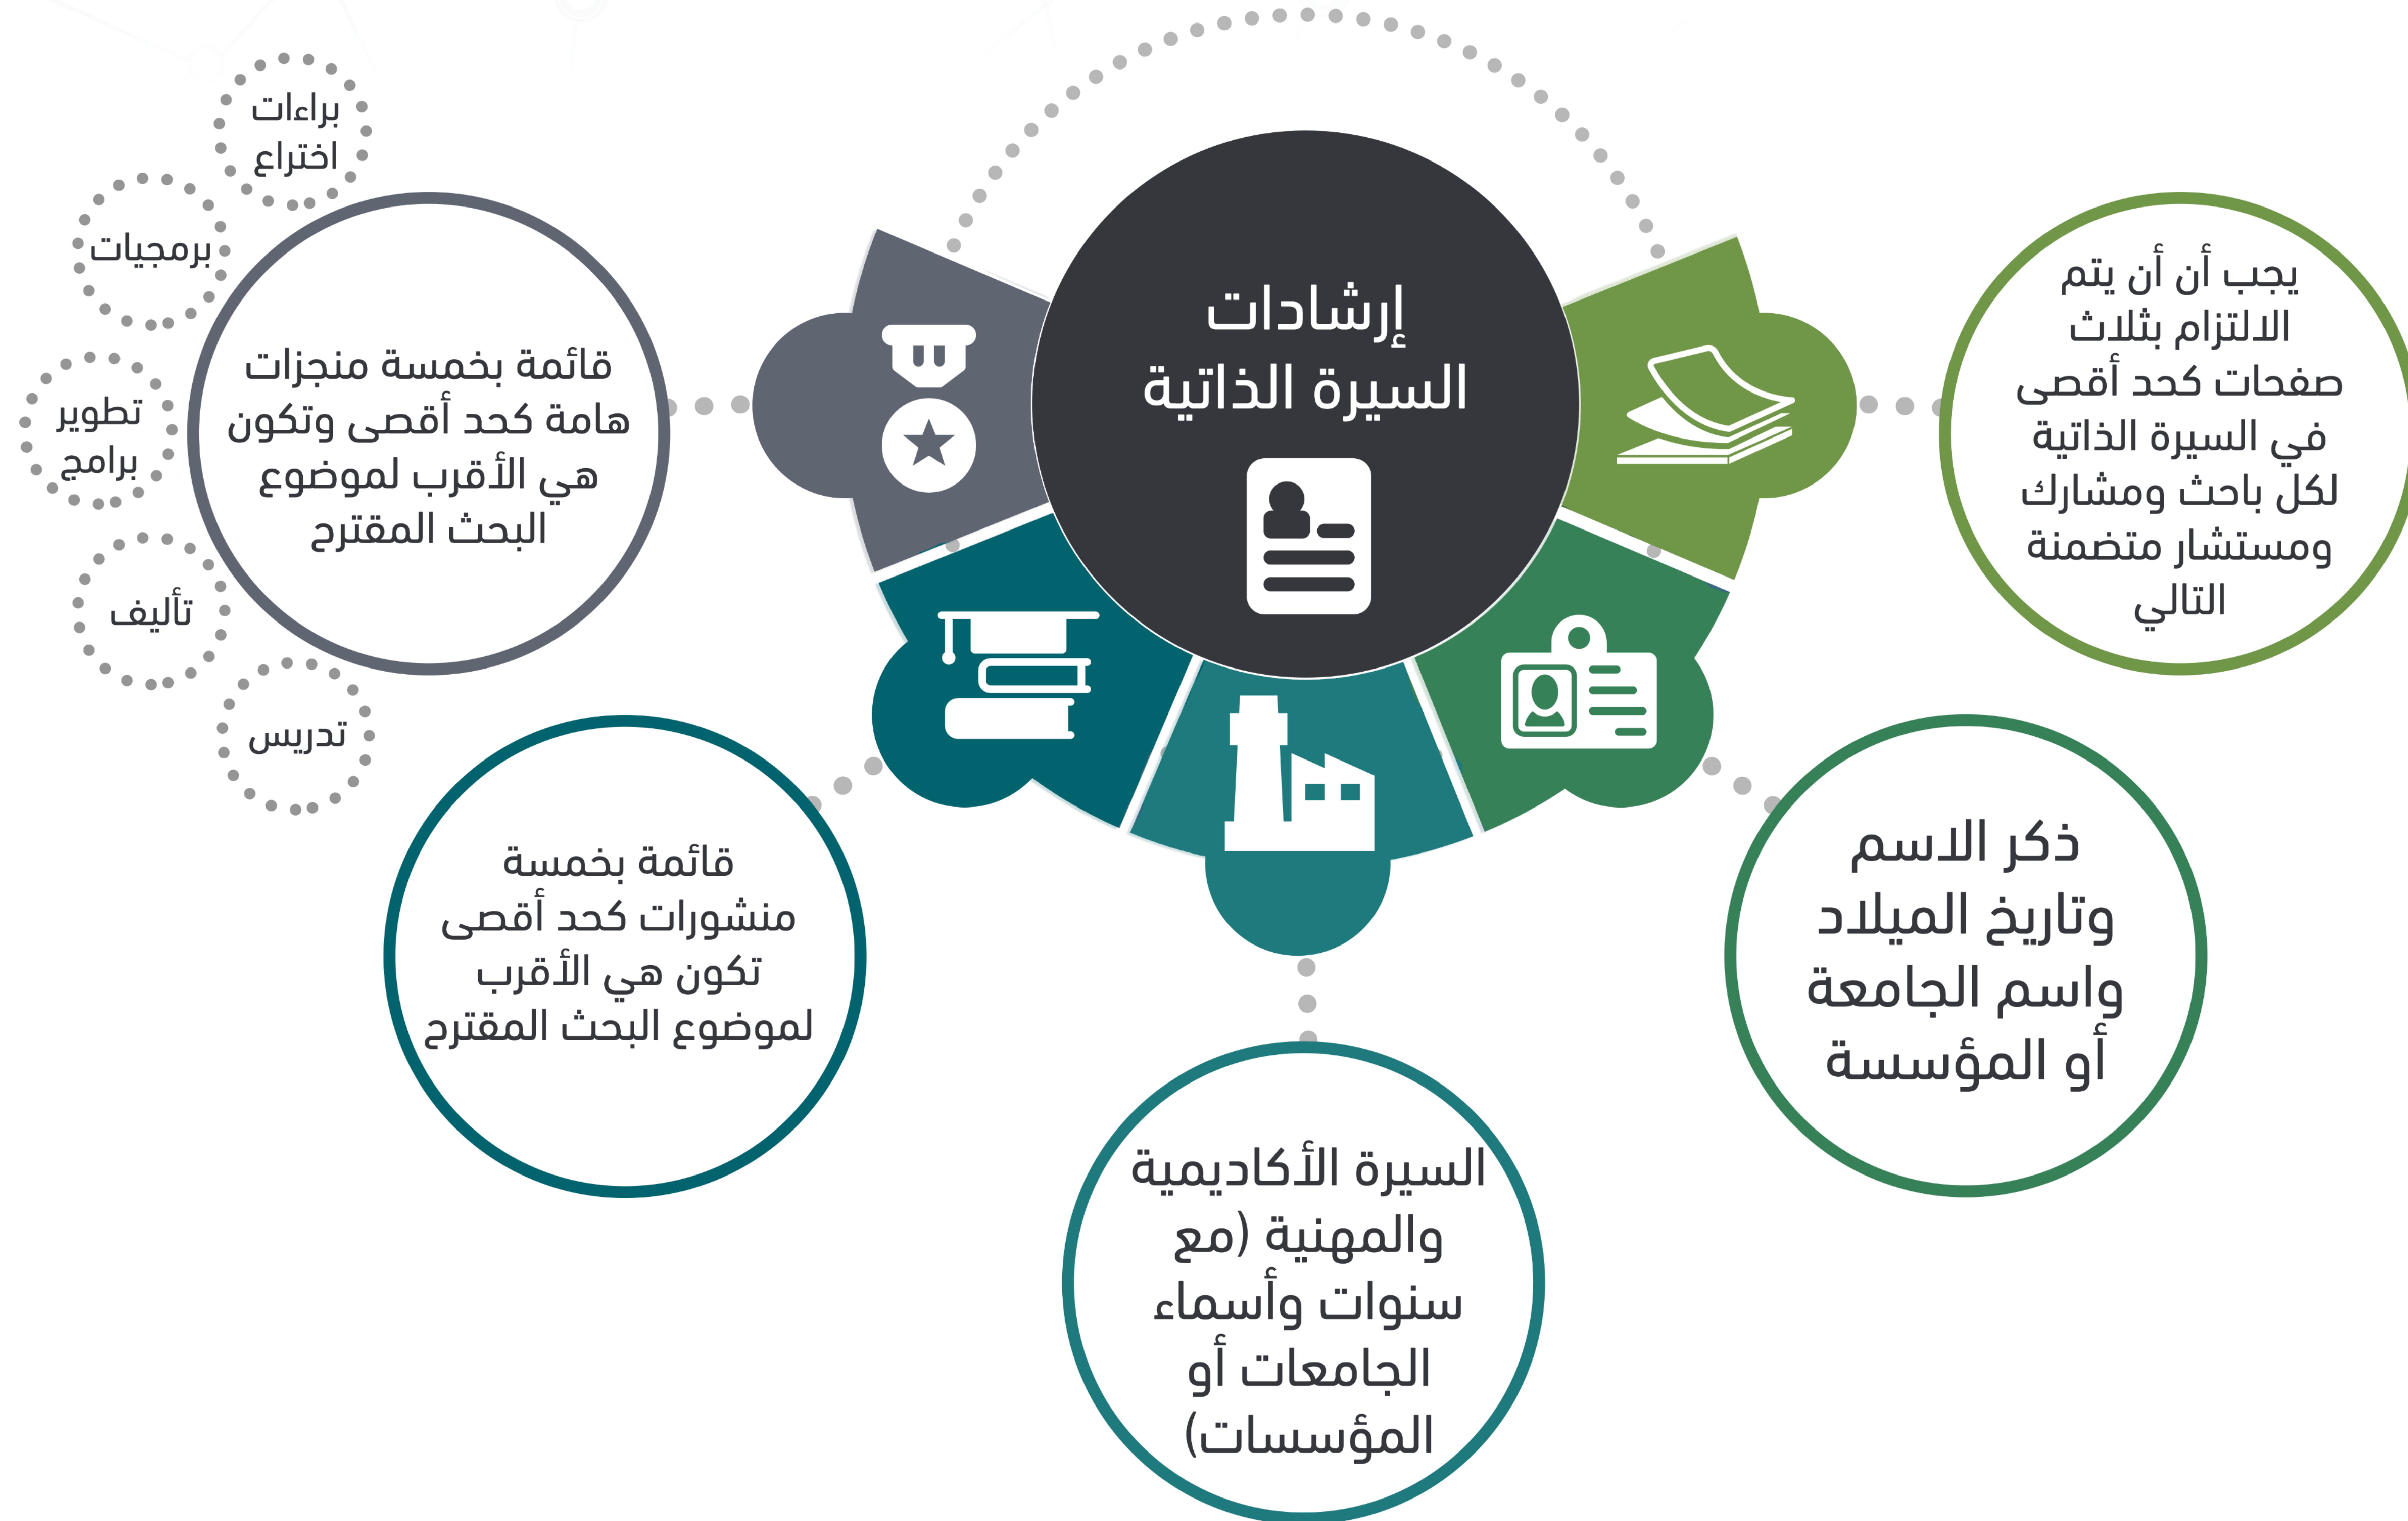 إرشادات
السيرة الذاتية
يجب أن أن يتم
الالتزام بثلاث
صفحات كحد أقصى
في السيرة الذاتية
لكل باحث ومشارك
ومستشار متضمنة
التالي
ذكر الاسم
وتاريخ الميلاد
واسم الجامعة
أو المؤسسة
السيرة الأكاديمية
والمهنية (مع
سنوات وأسماء
الجامعات أو
المؤسسات)
قائمة بخمسة
منشورات كحد أقصى
تكون هي الأقرب
لموضوع البحث المقترح
قائمة بخمسة منجزات
هامة كحد أقصى وتكون
هي الأقرب لموضوع
البحث المقترح
براءات
اختراع
برمجيات
تطوير
برامج
تأليف
تدريس